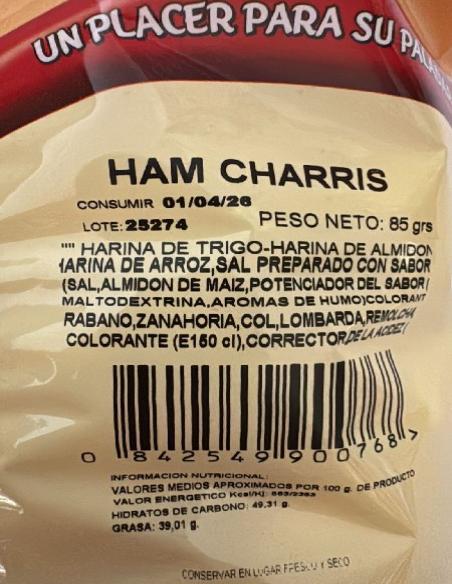 UN PLACER PARA SU
HAM CHARRIS
CONSUMIR 01/04/26
LOTE: 25274 PESO NETO: 85 grs
"" HARINA DE TRIGO-HARINA DE ALMIDON
HARINA DE ARROZ,SAL PREPARADO CON SABOR
(SAL,ALMIDON DE MAIZ,POTENCIADOR DEL SABOR(
MALTODEXTRINA,AROMAS DE HUMO)COLORANT
RABANO,ZANAHORIA,COL,LOMBARDA,REMOLCHA
COLORANTE (E150 cl),CORRECTOR DE LA ACIDEZ (
0 842549 900768 >
INFORMACION NUTRICIONAL:
VALORES MEDIOS APROXIMADOS POR 100 g. DE PRODUCTO
VALOR ENERGETICO Kcal/Kj:
HIDRATOS DE CARBONO: 49,31 g.
GRASA: 39,01 g.
CONSERVAR EN LUGAR FRESCO Y SECO